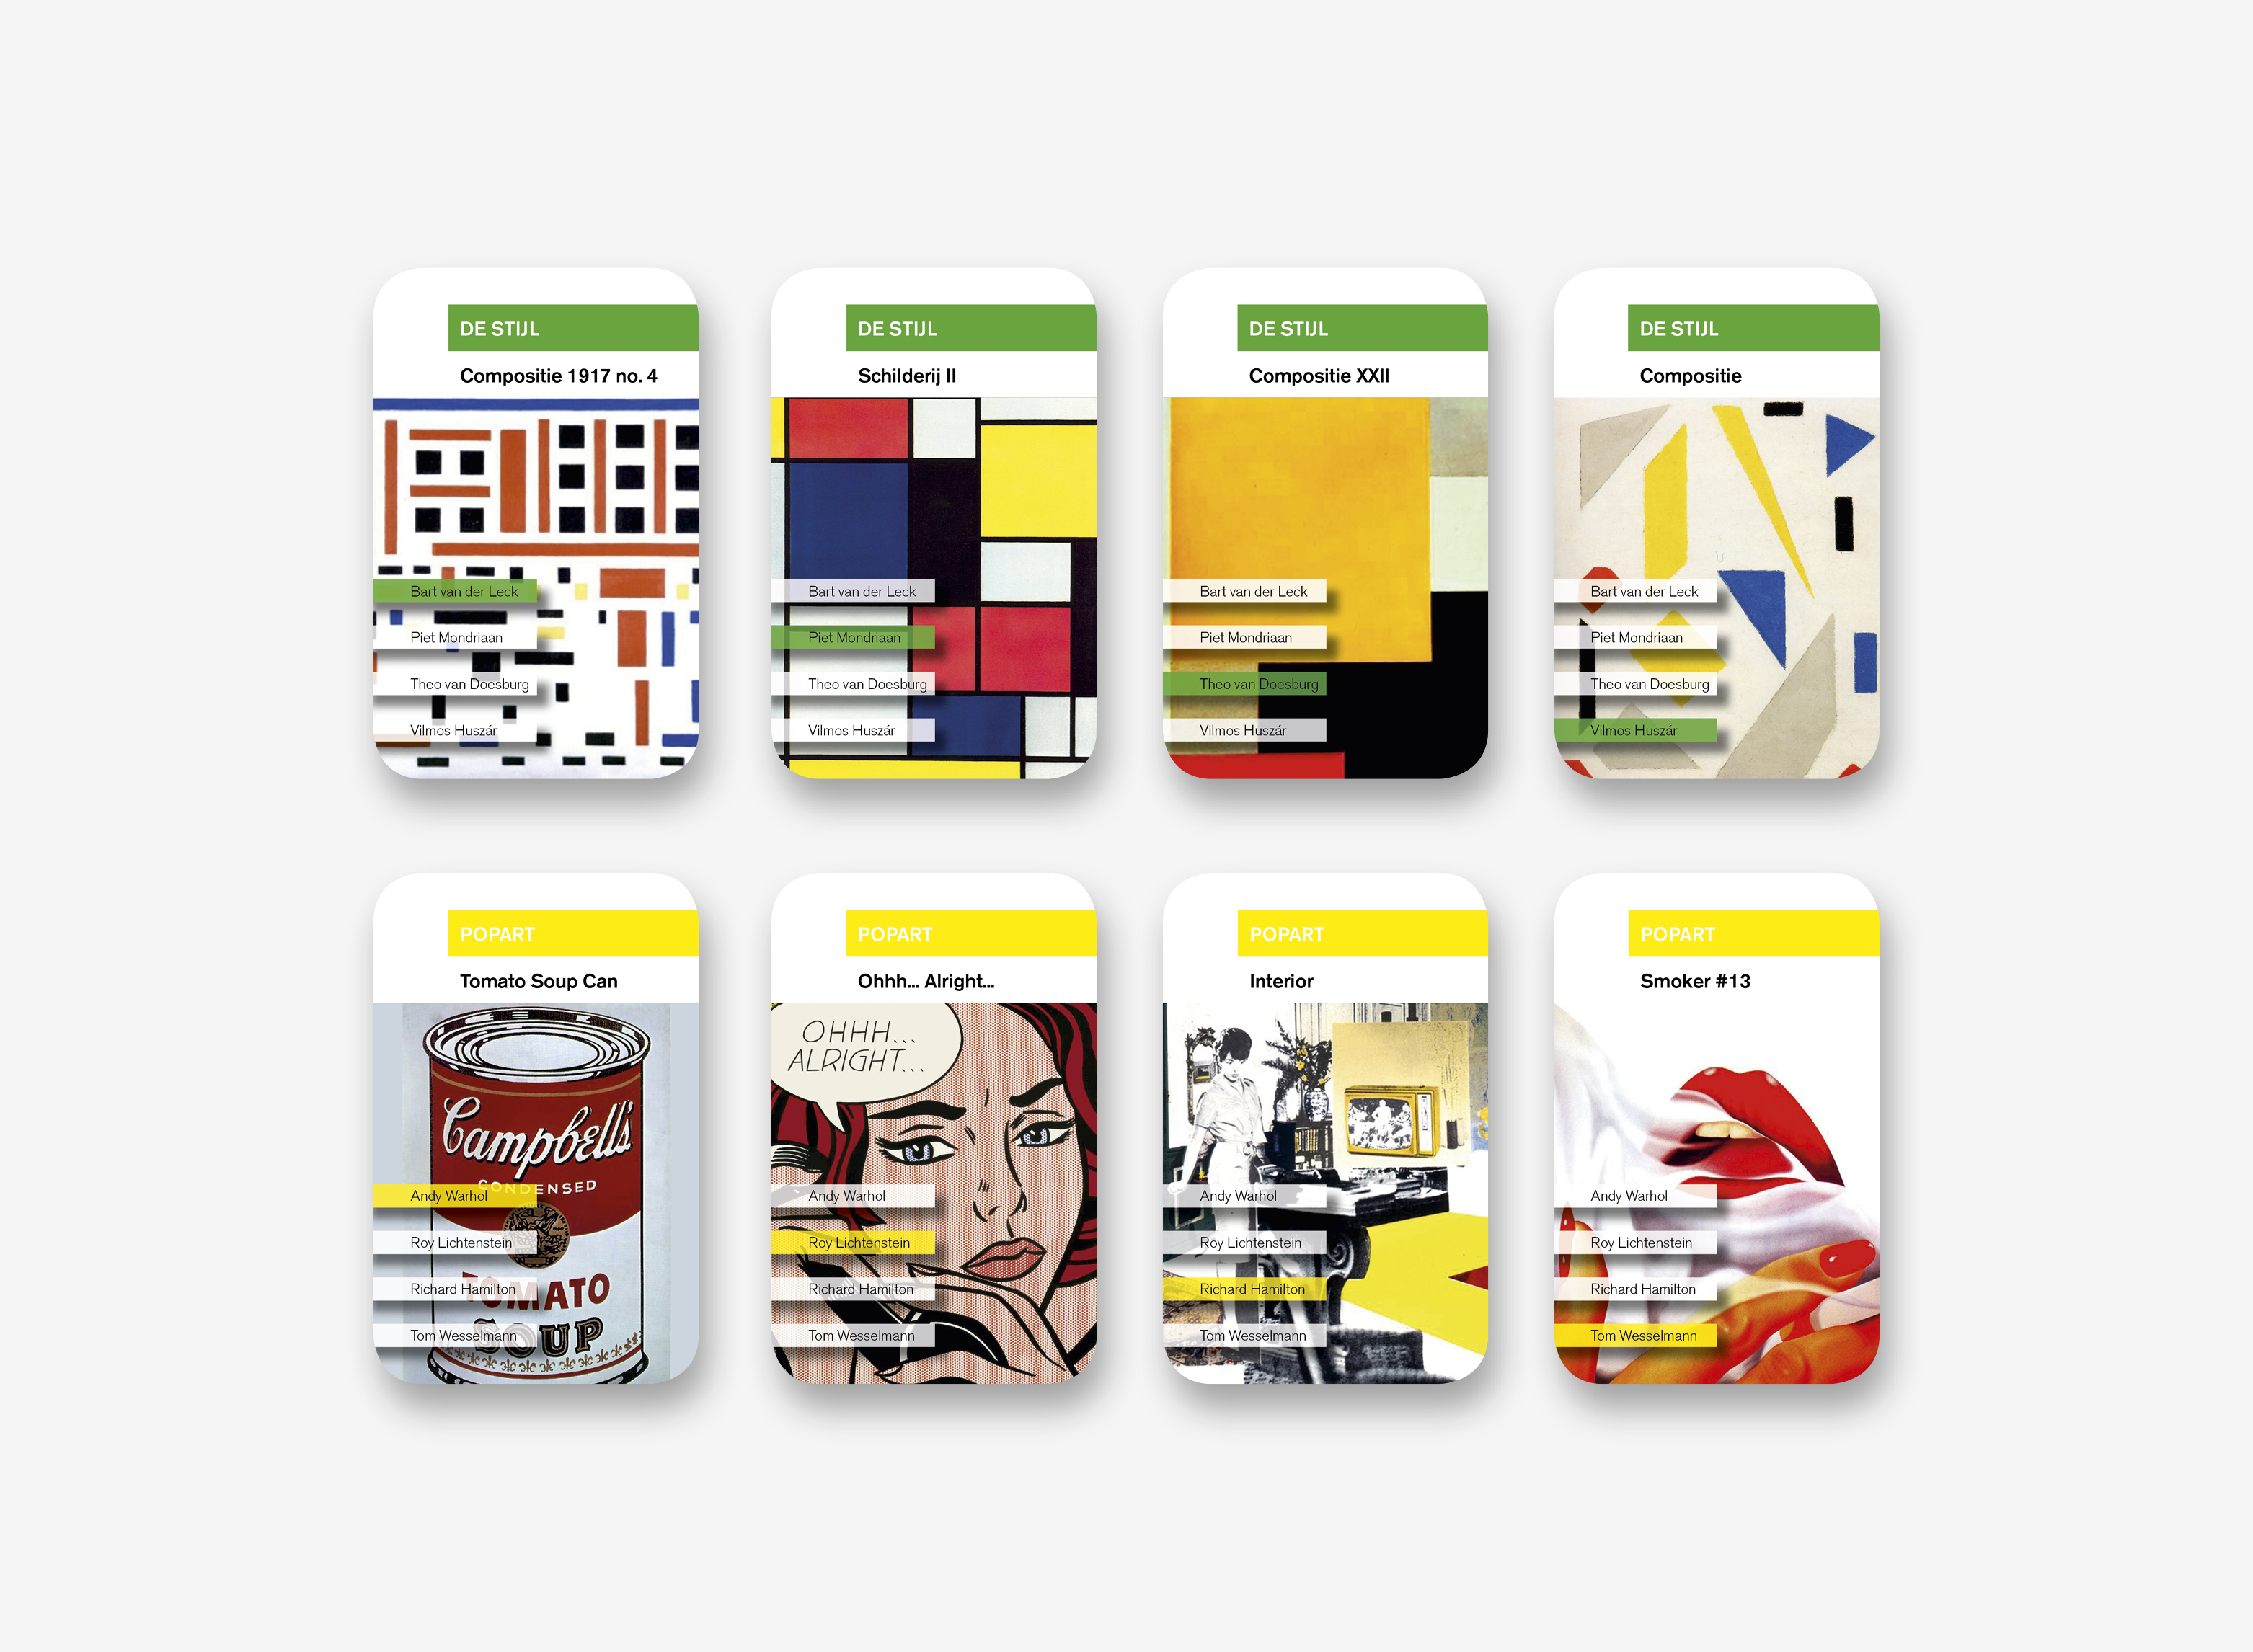 DE STIJL
Compositie 1917 no. 4
Bart van der Leck
Piet Mondriaan
Theo van Doesburg
Vilmos Huszár
DE STIJL
Schilderij II
Bart van der Leck
Piet Mondriaan
Theo van Doesburg
Vilmos Huszár
DE STIJL
Compositie XXII
Bart van der Leck
Piet Mondriaan
Theo van Doesburg
Vilmos Huszár
DE STIJL
Compositie
Bart van der Leck
Piet Mondriaan
Theo van Doesburg
Vilmos Huszár
POPART
Tomato Soup Can
Campbell's
CONDENSED
Andy Warhol
Roy Lichtenstein
TOMATO
Richard Hamilton
SOUP
Tom Wesselmann
POPART
Ohhh... Alright...
OHHH...
ALRIGHT...
Andy Warhol
Roy Lichtenstein
Richard Hamilton
Tom Wesselmann
POPART
Interior
Andy Warhol
Roy Lichtenstein
Richard Hamilton
Tom Wesselmann
POPART
Smoker #13
Andy Warhol
Roy Lichtenstein
Richard Hamilton
Tom Wesselmann